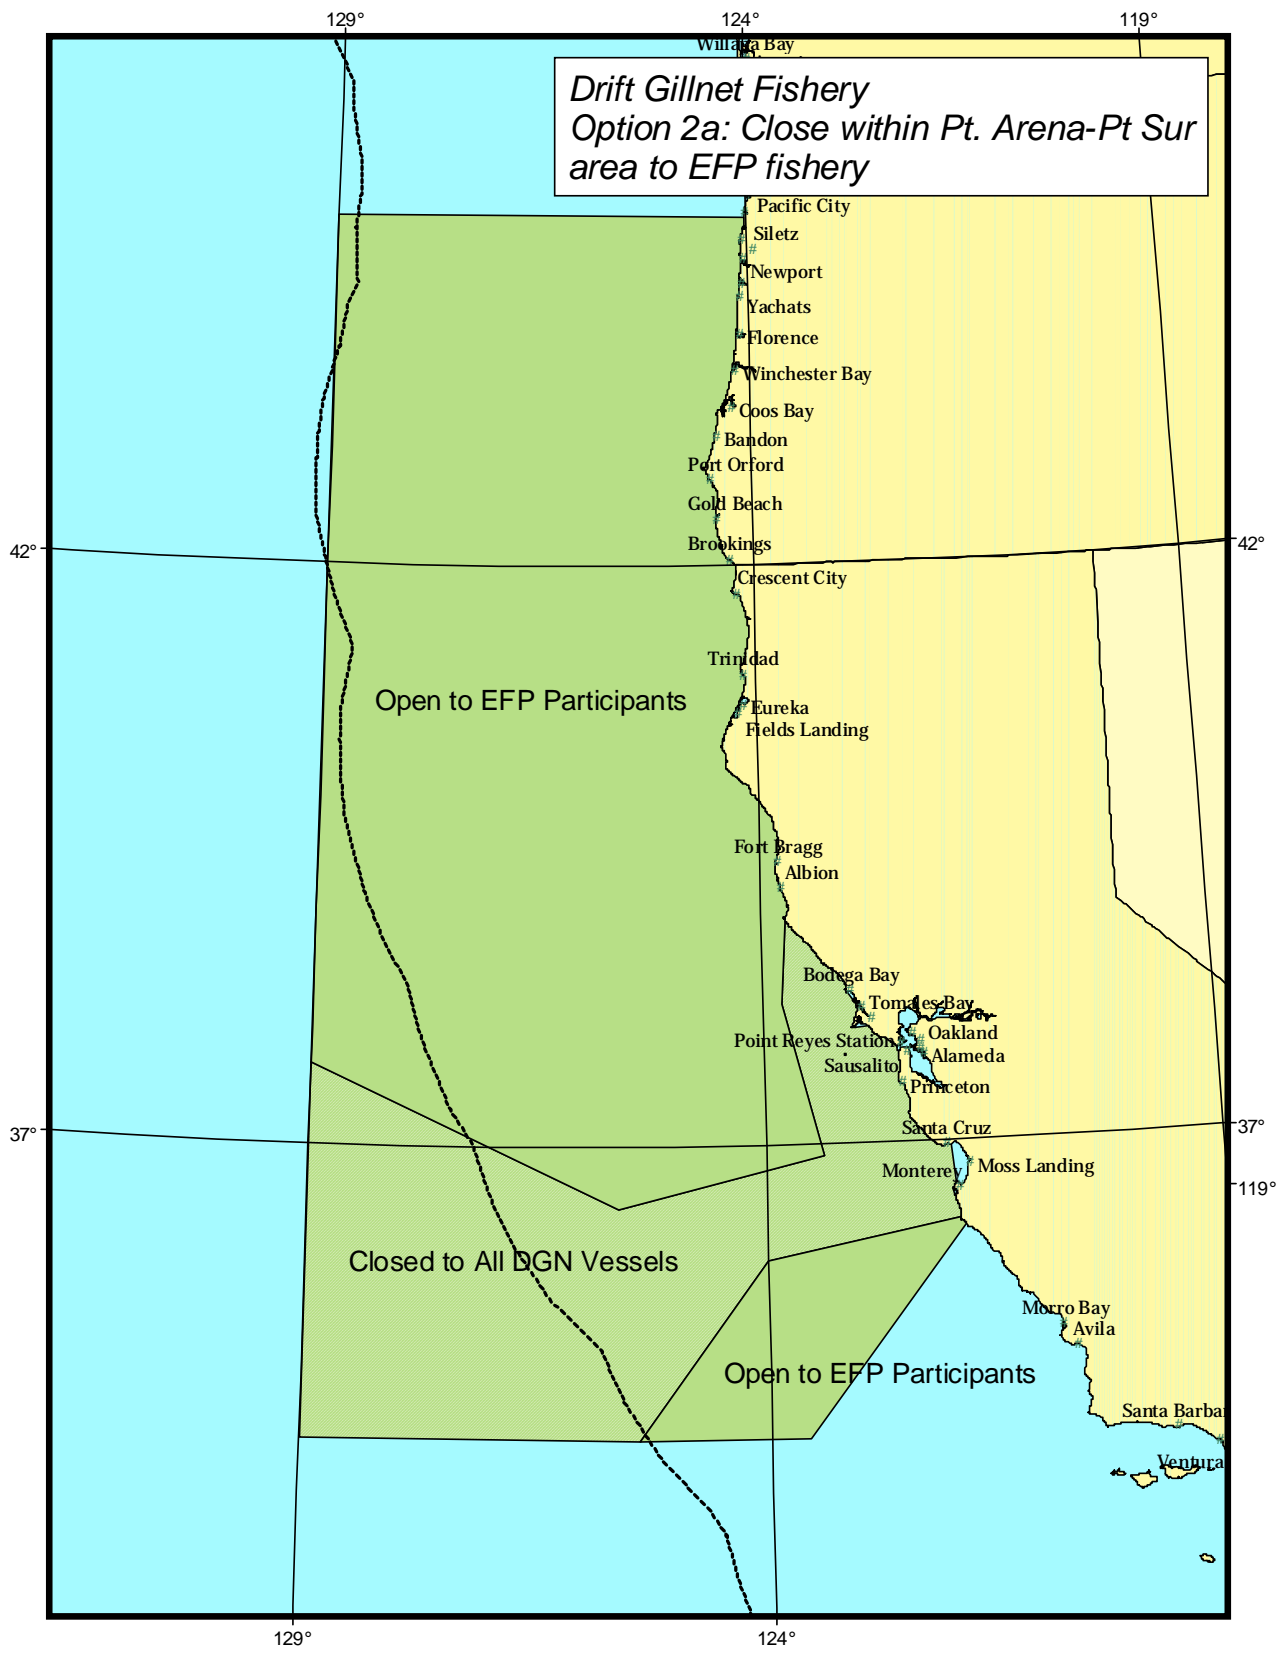 129°
124°
119°
Willapa Bay
Drift Gillnet Fishery
Option 2a: Close within Pt. Arena-Pt Sur
area to EFP fishery
Pacific City
Siletz
Newport
Yachats
Florence
Winchester Bay
Coos Bay
Bandon
Port Orford
Gold Beach
Brookings
42°
42°
Crescent City
Trinidad
Open to EFP Participants
Eureka
Fields Landing
Fort Bragg
Albion
Bodega Bay
Tomales Bay
Point Reyes Station
Oakland
Sausalito
Alameda
Princeton
37°
37°
Santa Cruz
Monterey
Moss Landing
119°
Closed to All DGN Vessels
Morro Bay
Avila
Open to EFP Participants
Santa Barbar
Ventura
129°
124°